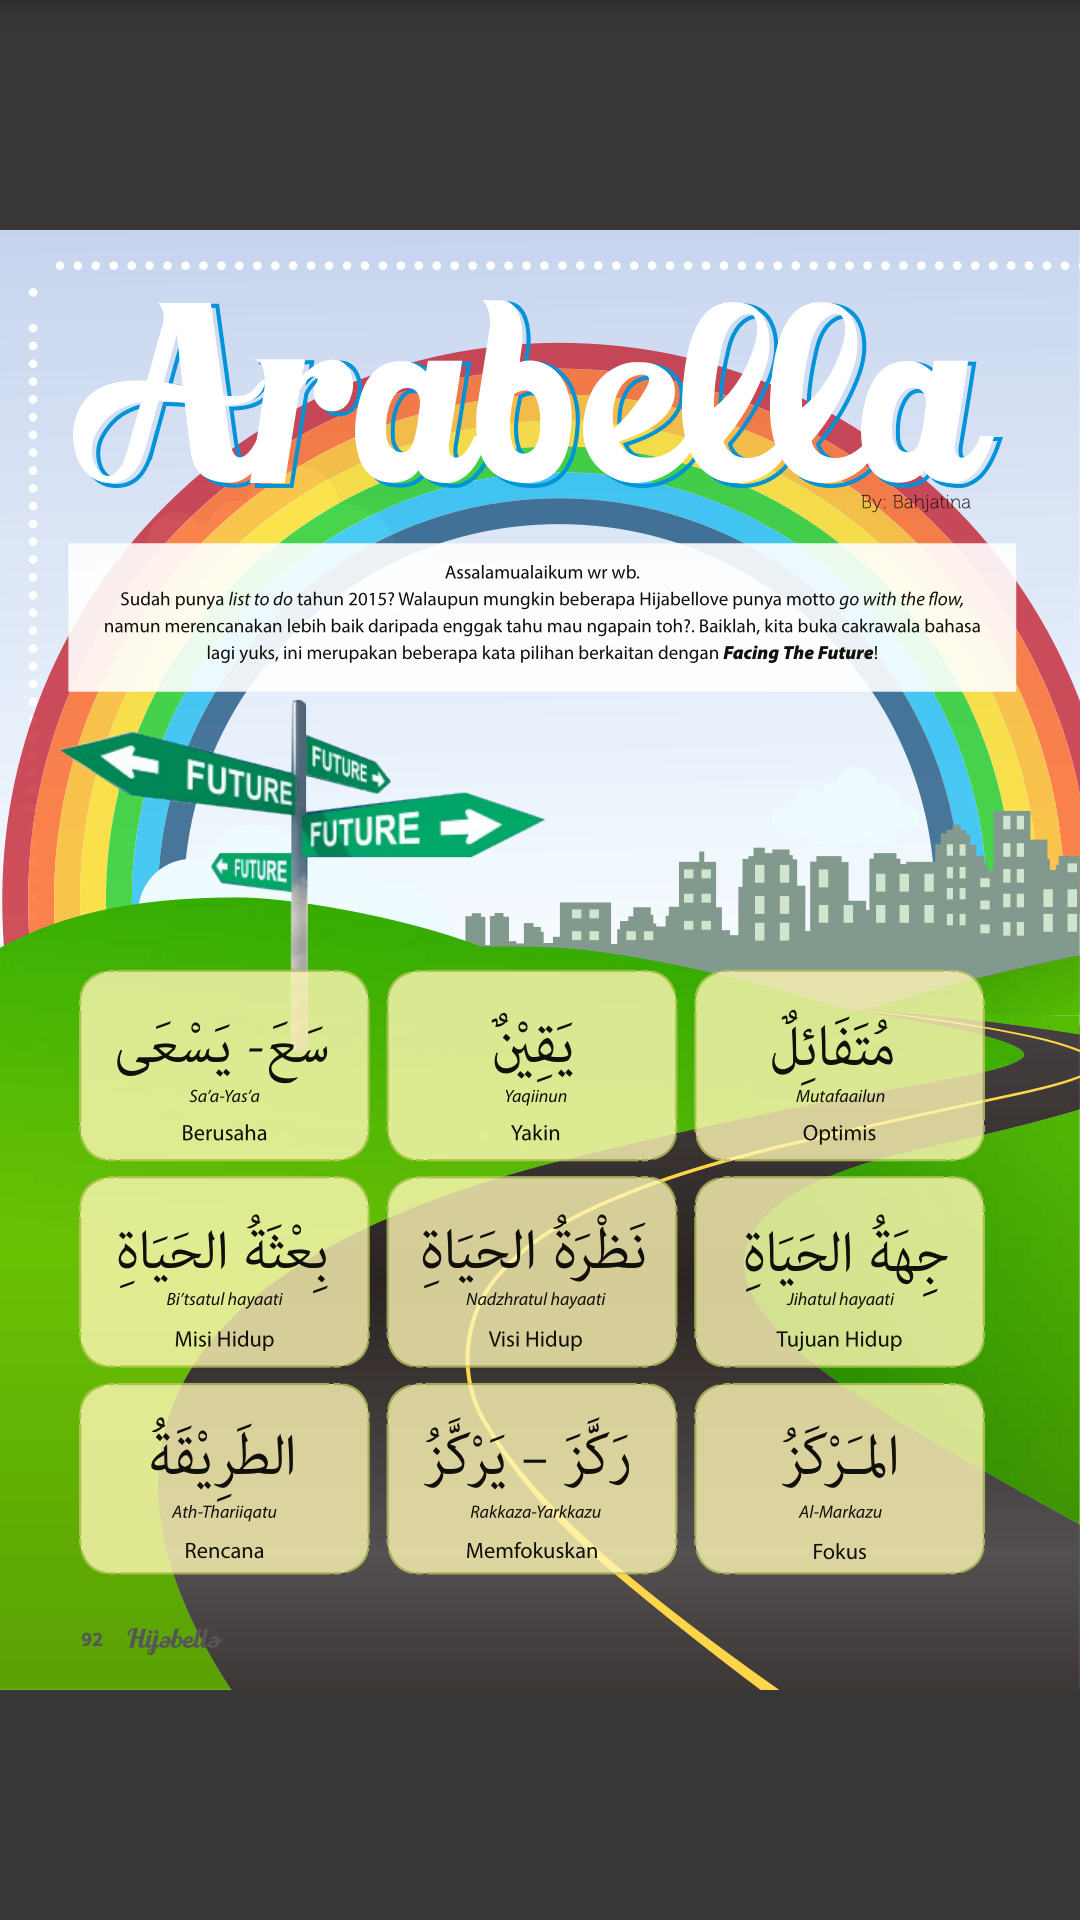 Arabella
By: Bahjatina
Assalamualaikum wr wb.
Sudah punya list to do tahun 2015? Walaupun mungkin beberapa Hijabellove punya motto go with the flow,
namun merencanakan lebih baik daripada enggak tahu mau ngapain toh?. Baiklah, kita buka cakrawala bahasa
lagi yuks, ini merupakan beberapa kata pilihan berkaitan dengan Facing The Future!
FUTURE
FUTURE
FUTURE
FUTURE
سَعَ - يَسْعَى
Sa'a-Yas'a
Berusaha
يَقِيْنٌ
Yaqiinun
Yakin
مُتَفَائِلٌ
Mutafaailun
Optimis
بِعْثَةُ الحَيَاةِ
Bi'tsatul hayaati
Misi Hidup
نَظْرَةُ الحَيَاةِ
Nadzhratul hayaati
Visi Hidup
جِهَةُ الحَيَاةِ
Jihatul hayaati
Tujuan Hidup
الطَرِيْقَةُ
Ath-Thariiqatu
Rencana
رَكَّزَ – يَرْكَّزُ
Rakkaza-Yarkkazu
Memfokuskan
المَـرْكَزُ
Al-Markazu
Fokus
92 Hijabella